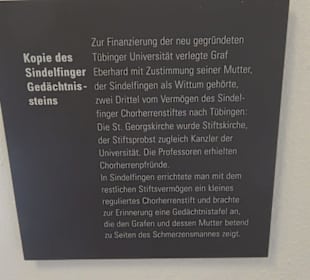 Kopie des
Sindelfinger
Gedächtnis-
steins
Zur Finanzierung der neu gegründeten
Tübinger Universität verlegte Graf
Eberhard mit Zustimmung seiner Mutter,
der Sindelfingen als Wittum gehörte,
zwei Drittel vom Vermögen des Sindel-
finger Chorherrenstiftes nach Tübingen:
Die St. Georgskirche wurde Stiftskirche,
der Stiftsprobst zugleich Kanzler der
Universität. Die Professoren erhielten
Chorherrenpfründe.
In Sindelfingen errichtete man mit dem
restlichen Stiftsvermögen ein kleines
reguliertes Chorherrenstift und brachte
zur Erinnerung eine Gedächtnistafel an,
die den Grafen und dessen Mutter betend
zu Seiten des Schmerzensmannes zeigt.